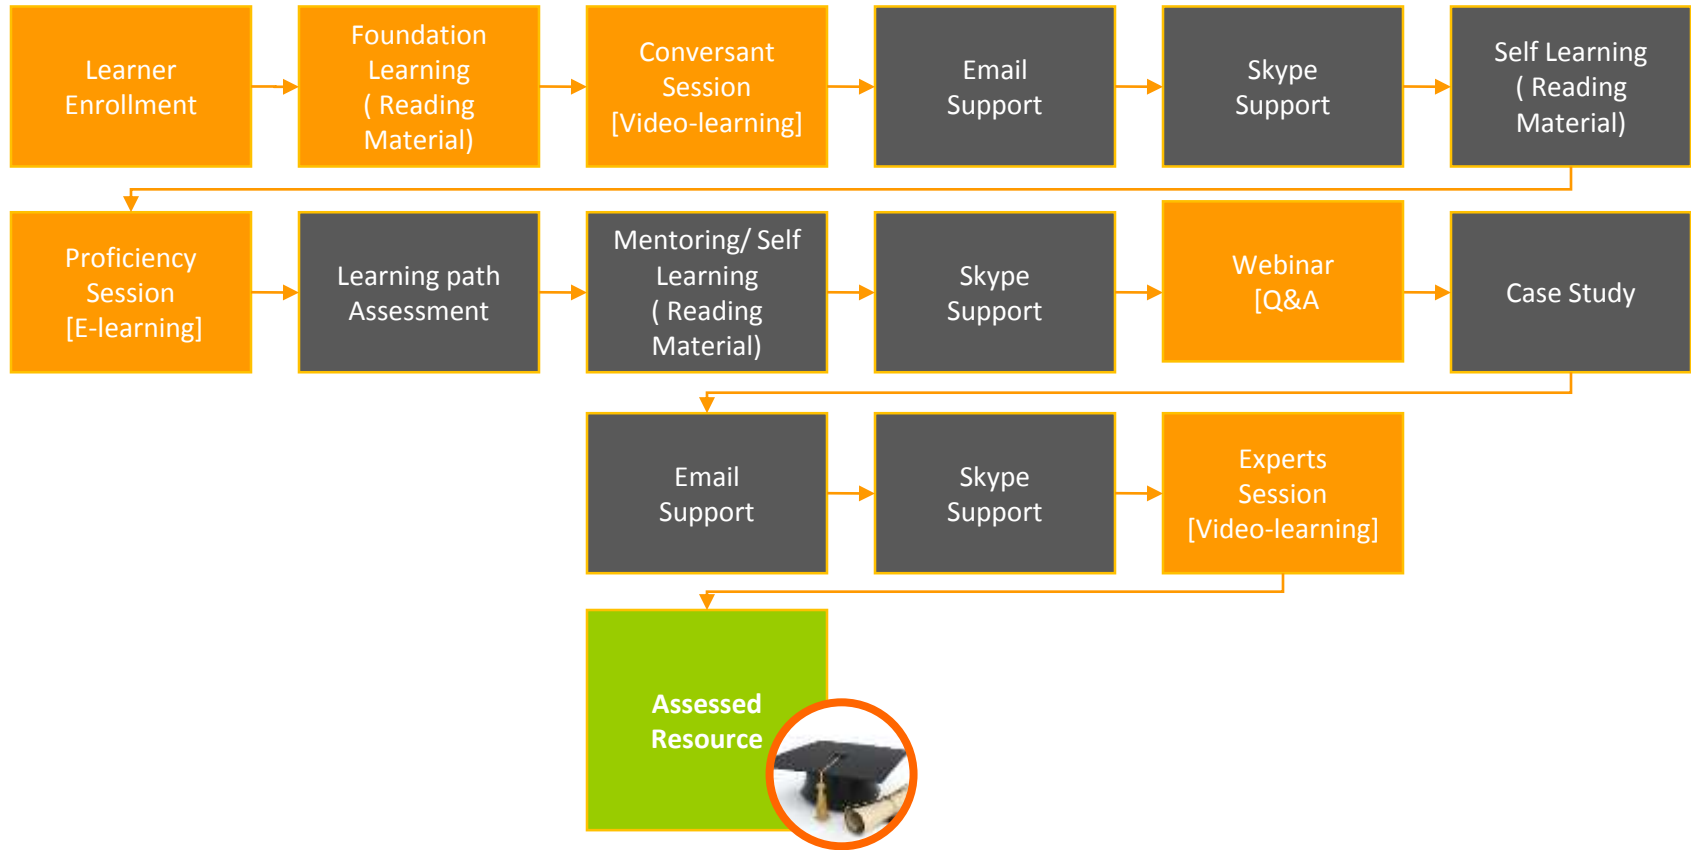 Learner
Enrollment
Foundation
Learning
( Reading
Material)
Conversant
Session
[Video-learning]
Email
Support
Skype
Support
Self Learning
( Reading
Material)
Proficiency
Session
[E-learning]
Learning path
Assessment
Mentoring/ Self
Learning
( Reading
Material)
Skype
Support
Webinar
[Q&A
Case Study
Email
Support
Skype
Support
Experts
Session
[Video-learning]
Assessed
Resource